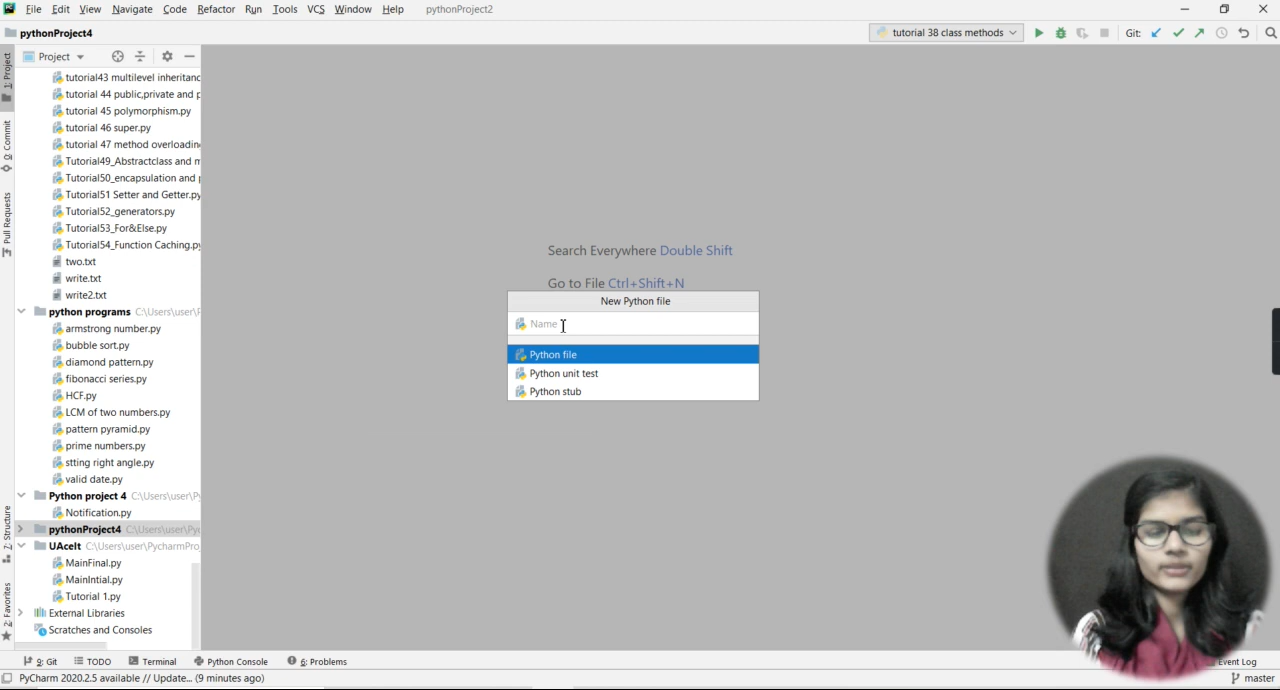 File Edit View Navigate Code Refactor Run Tools VCS Window Help pythonProject2
pythonProject4
tutorial 38 class methods
Git:
1: Project
Commit
Pull Requests
Z: Structure
Favorites
Project
tutorial43 multilevel inheritanc
tutorial 44 public,private and p
tutorial 45 polymorphism.py
tutorial 46 super.py
tutorial 47 method overloadin
Tutorial49_Abstractclass and m
Tutorial50_encapsulation and
Tutorial51 Setter and Getter.py
Tutorial52_generators.py
Tutorial53_For&Else.py
Tutorial54_Function Caching.py
two.txt
write.txt
write2.txt
python programs C:\Users\user\P
armstrong number.py
bubble sort.py
diamond pattern.py
fibonacci series.py
HCF.py
LCM of two numbers.py
pattern pyramid.py
prime numbers.py
stting right angle.py
valid date.py
Python project 4 C:\Users\user\Py
Notification.py
pythonProject4 C:\Users\user\Pyc
UAceIt C:\Users\user\PycharmPro
MainFinal.py
MainIntial.py
Tutorial 1.py
External Libraries
Scratches and Consoles
Search Everywhere Double Shift
Go to File Ctrl+Shift+N
New Python file
Name
Python file
Python unit test
Python stub
9: Git TODO Terminal Python Console 6: Problems Event Log
PyCharm 2020.2.5 available // Update... (9 minutes ago) master